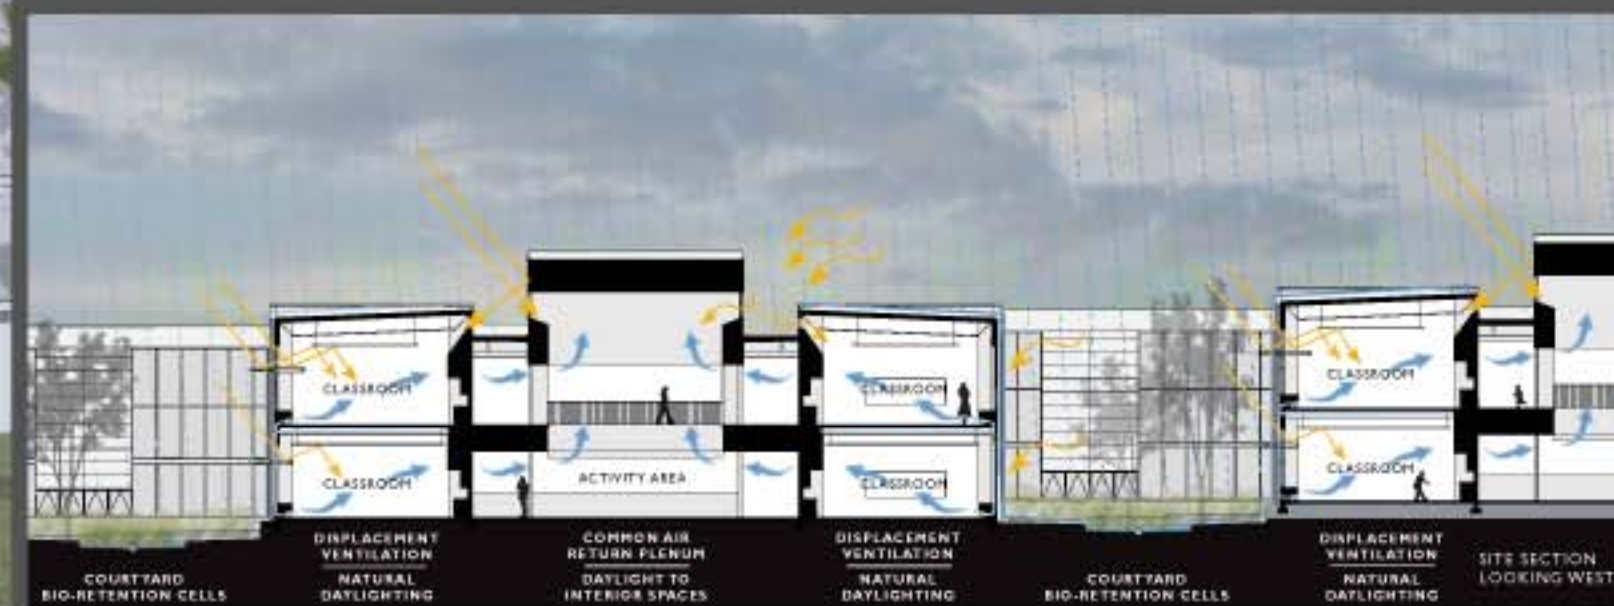 CLASSROOM
CLASSROOM
CLASSROOM
CLASSROOM
ACTIVITY AREA
CLASSROOM
CLASSROOM
COURTYARD
BIO-RETENTION CELLS
DISPLACEMENT
VENTILATION
NATURAL
DAYLIGHTING
COMMON AIR
RETURN PLENUM
DAYLIGHT TO
INTERIOR SPACES
DISPLACEMENT
VENTILATION
NATURAL
DAYLIGHTING
COURTYARD
BIO-RETENTION CELLS
DISPLACEMENT
VENTILATION
NATURAL
DAYLIGHTING
SITE SECTION
LOOKING WEST